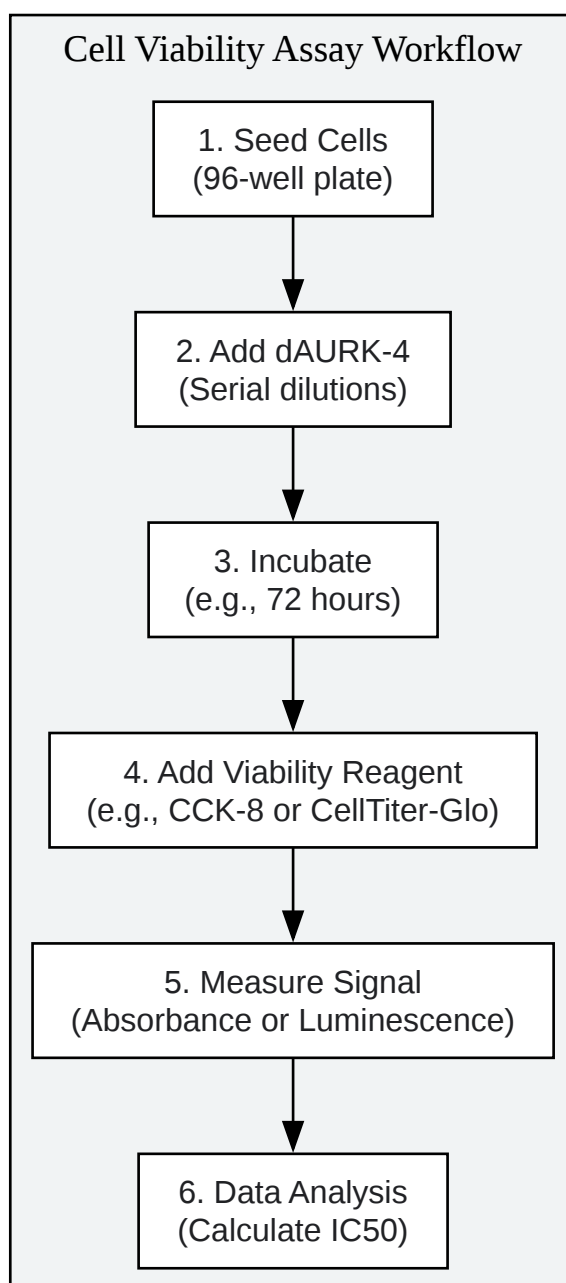 Cell Viability Assay Workflow
1. Seed Cells
(96-well plate)
2. Add dAURK-4
(Serial dilutions)
3. Incubate
(e.g., 72 hours)
4. Add Viability Reagent
(e.g., CCK-8 or CellTiter-Glo)
5. Measure Signal
(Absorbance or Luminescence)
6. Data Analysis
(Calculate IC50)